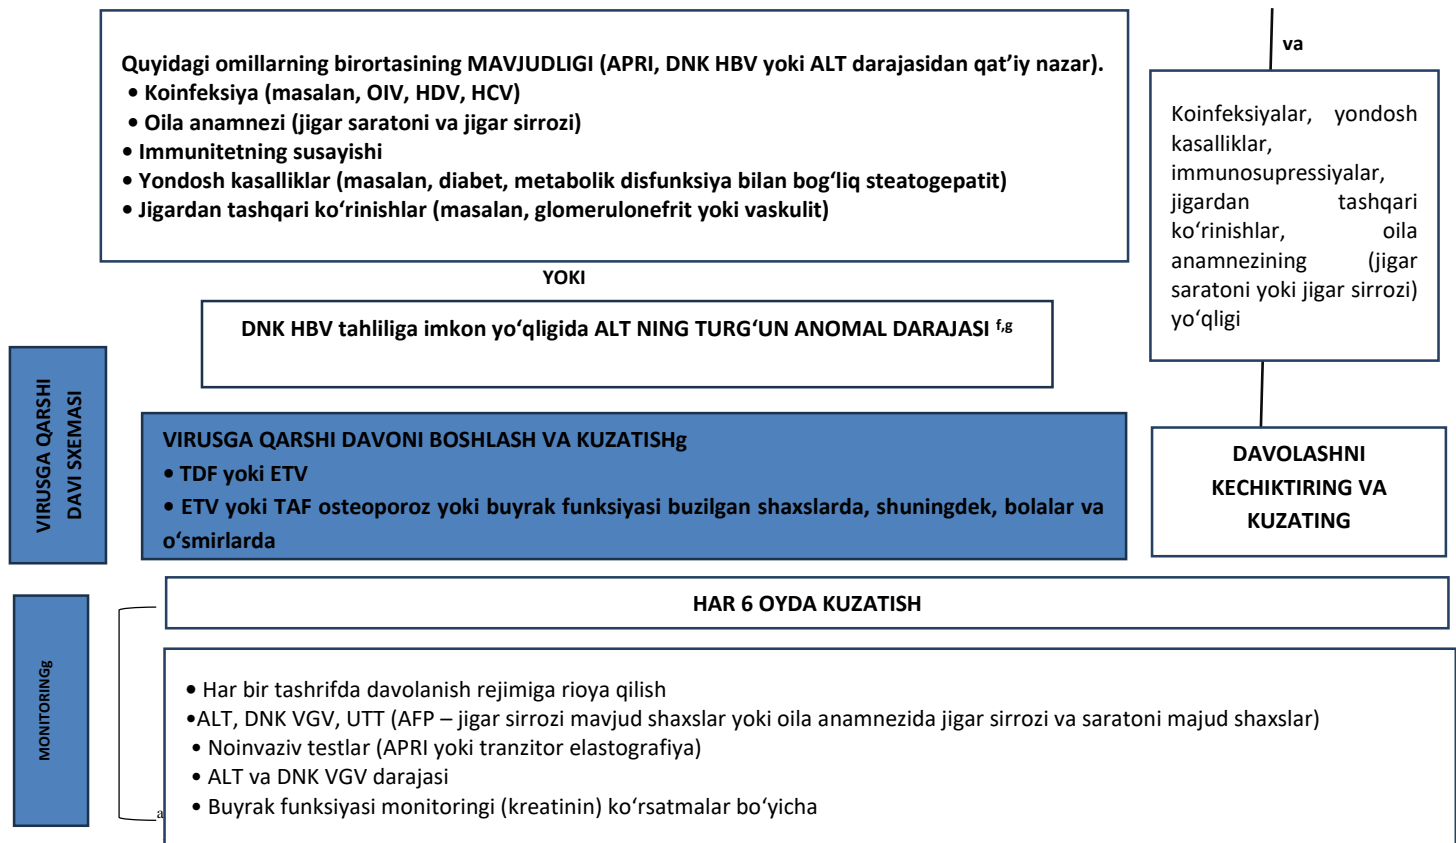 Quyidagi omillarning birortasining MAVJUDLIGI (APRI, DNK HBV yoki ALT darajasidan qat’iy nazar).
• Koinfeksiya (masalan, OIV, HDV, HCV)
• Oila anamnezi (jigar saratoni va jigar sirrozi)
• Immunitetning susayishi
• Yondosh kasalliklar (masalan, diabet, metabolik disfunksiya bilan bog‘liq steatogepatit)
• Jigardan tashqari ko‘rinishlar (masalan, glomerulonefrit yoki vaskulit)
va
Koinfeksiyalar, yondosh
kasalliklar,
immunosupressiyalar,
jigardan tashqari
ko‘rinishlar, oila
anamnezining (jigar
saratoni yoki jigar sirrozi)
yo‘qligi
YOKI
DNK HBV tahliliga imkon yo‘qligida ALT NING TURG‘UN ANOMAL DARAJASI f,g
VIRUSGA QARSHI
DAVI SXEMASI
VIRUSGA QARSHI DAVONI BOSHLASH VA KUZATISHg
• TDF yoki ETV
• ETV yoki TAF osteoporoz yoki buyrak funksiyasi buzilgan shaxslarda, shuningdek, bolalar va
o‘smirlarda
DAVOLASHNI
KECHIKTIRING VA
KUZATING
MONITORINGg
HAR 6 OYDA KUZATISH
• Har bir tashrifda davolanish rejimiga rioya qilish
•ALT, DNK VGV, UTT (AFP – jigar sirrozi mavjud shaxslar yoki oila anamnezida jigar sirrozi va saratoni majud shaxslar)
• Noinvaziv testlar (APRI yoki tranzitor elastografiya)
• ALT va DNK VGV darajasi
• Buyrak funksiyasi monitoringi (kreatinin) ko‘rsatmalar bo‘yicha
a